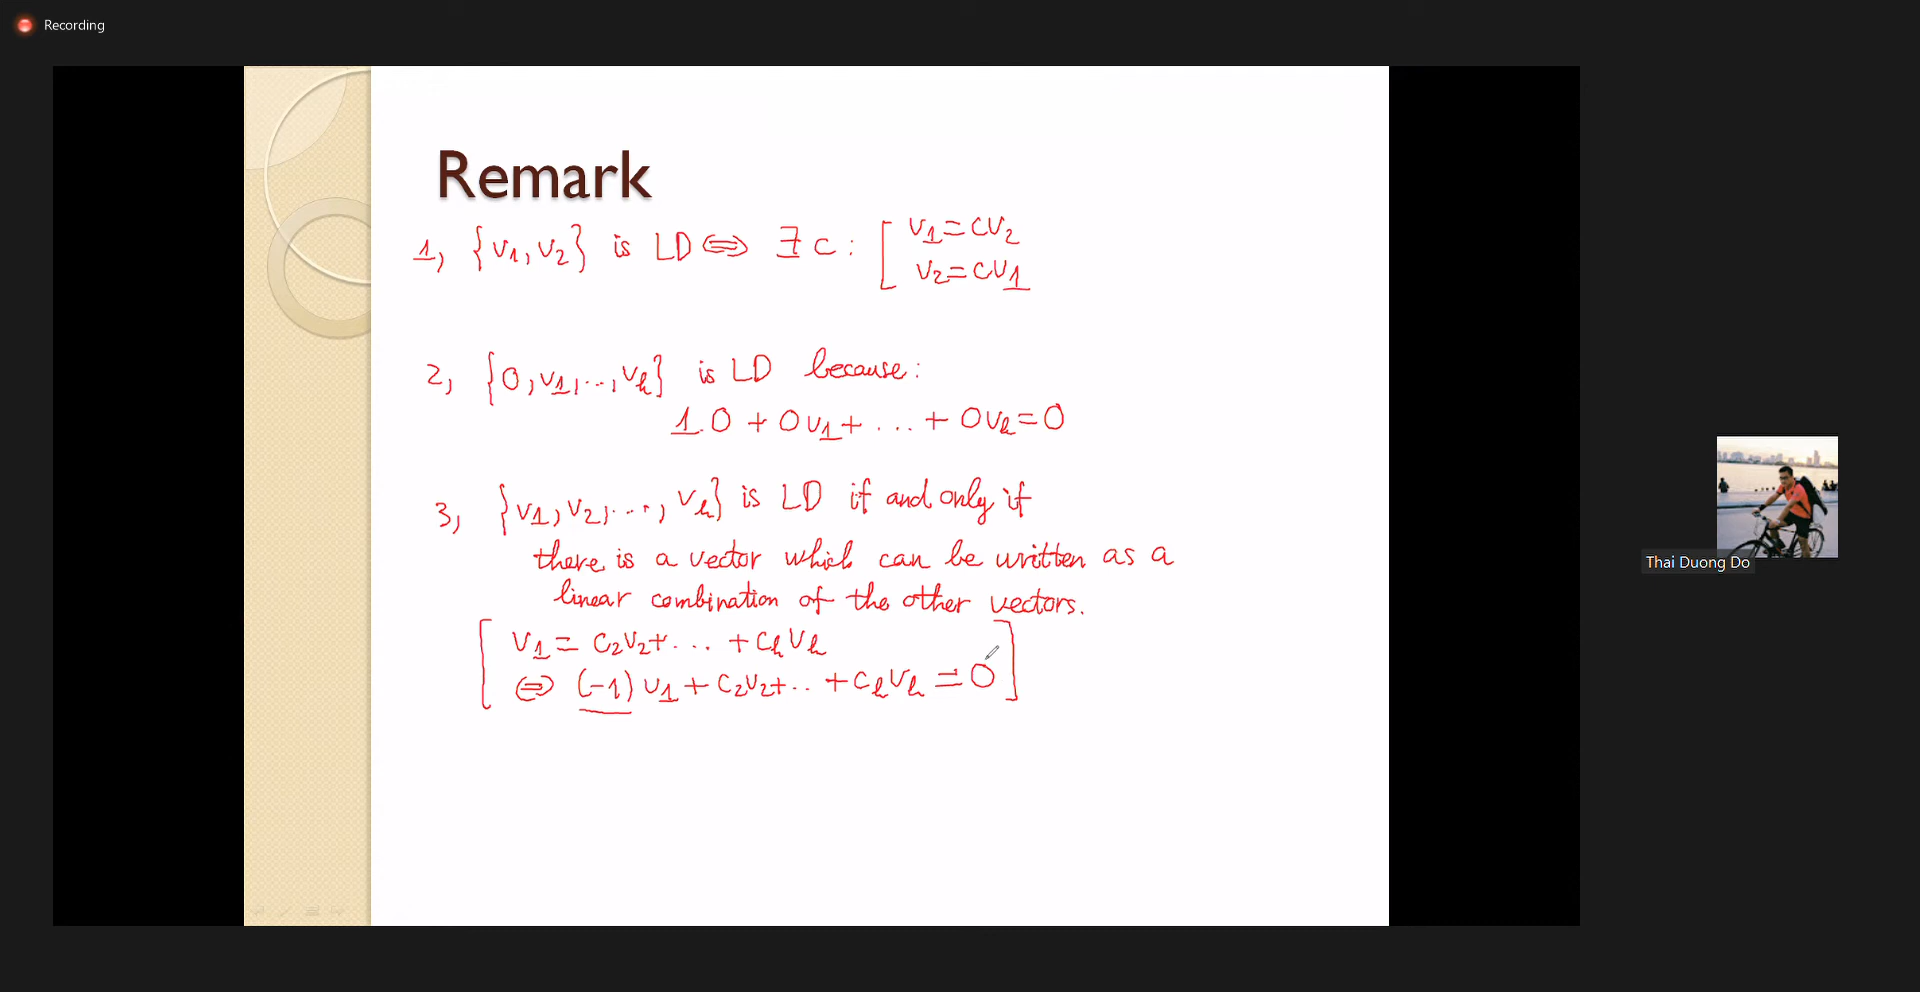 Recording
Remark
1, {v₁, v₂} is LD ⇔ ∃ c : [ v₁ = cv₂
v₂ = cv₁
2, {0, v₁, ..., vₖ} is LD because:
1.0 + 0v₁ + ... + 0vₖ = 0
3, {v₁, v₂, ..., vₖ} is LD if and only if
there is a vector which can be written as a
linear combination of the other vectors.
[ v₁ = c₂v₂ + ... + cₖvₖ
⇔ (-1) v₁ + c₂v₂ + .. + cₖvₖ = 0 ]
Thai Duong Do